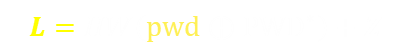 L = pwd